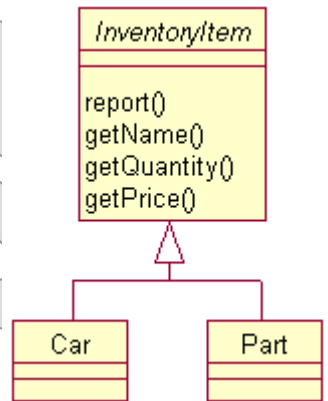 InventoryItem
report()
getName()
getQuantity()
getPrice()
Car
Part